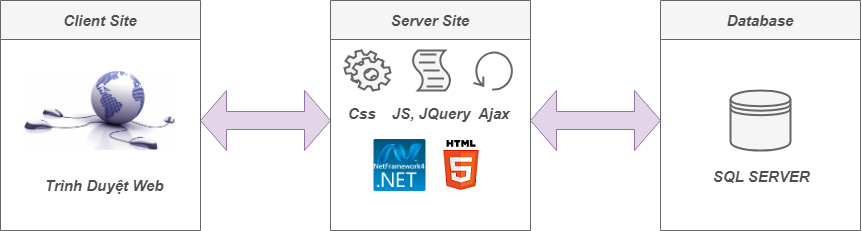 Client Site
Server Site
Database
Css
JS, JQuery
Ajax
Trình Duyệt Web
NetFramework4
.NET
HTML
5
SQL SERVER